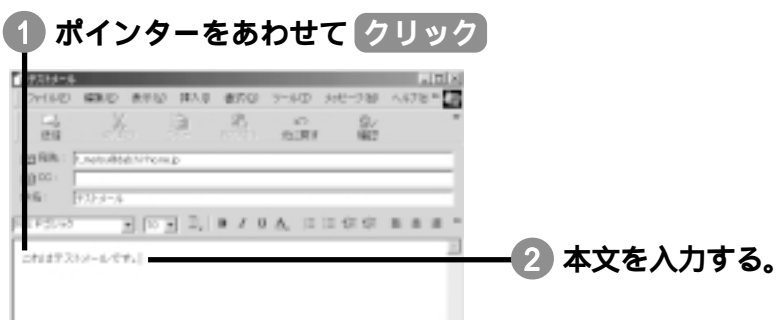 1 ポインターをあわせて クリック
テストメール
ファイル(F) 編集(E) 表示(V) 挿入(I) 書式(O) ツール(T) メッセージ(M) ヘルプ(H)
送信 元に戻す 確認
宛先:
CC:
件名: テストメール
10 B I U A
これはテストメールです。
2 本文を入力する。